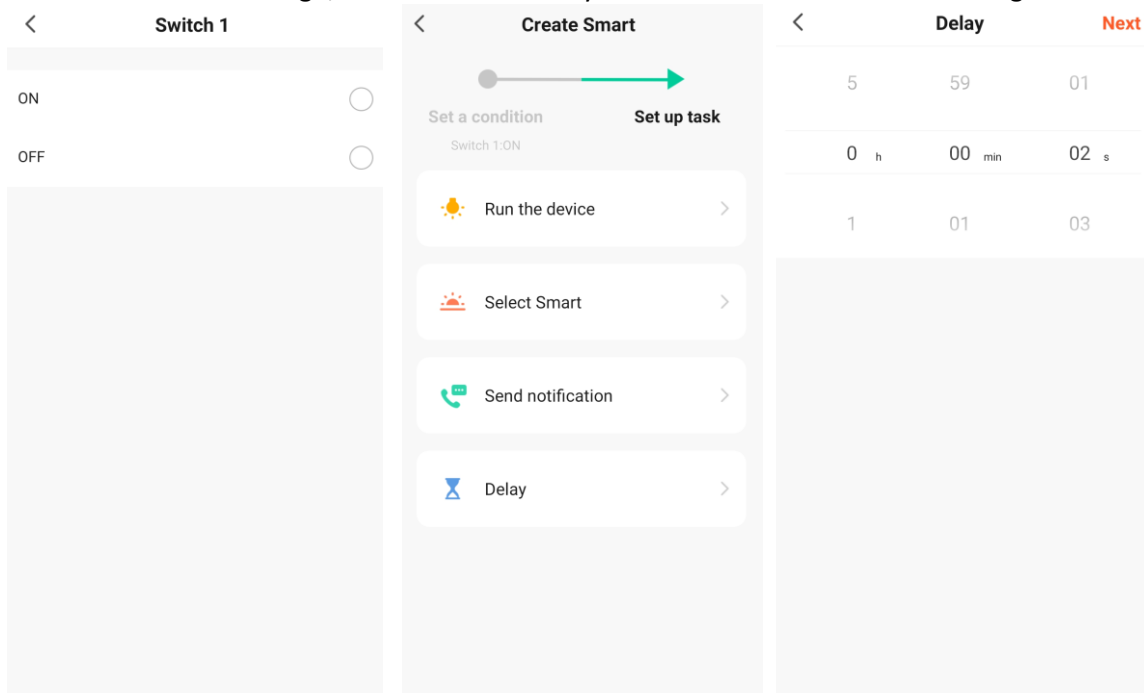 Switch 1
ON
OFF
Create Smart
Set a condition
Set up task
Switch 1:ON
Run the device
Select Smart
Send notification
Delay
Delay
Next
5 59 01
0 h 00 min 02 s
1 01 03